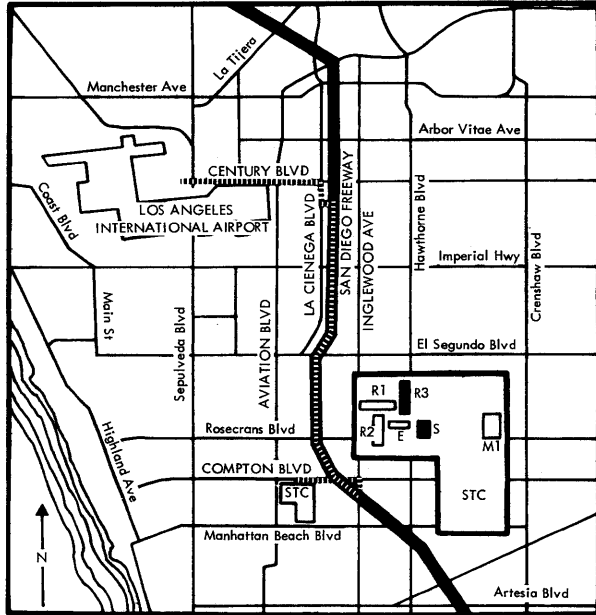 La Tijera
Manchester Ave
Arbor Vitae Ave
CENTURY BLVD
Coast Blvd
LOS ANGELES
INTERNATIONAL AIRPORT
LA CIENEGA BLVD
SAN DIEGO FREEWAY
INGLEWOOD AVE
Hawthorne Blvd
Imperial Hwy
Crenshaw Blvd
Main St
Sepulveda Blvd
AVIATION BLVD
El Segundo Blvd
R1
R3
R2
E
S
M1
Rosecrans Blvd
Highland Ave
COMPTON BLVD
STC
STC
Manhattan Beach Blvd
N
Artesia Blvd